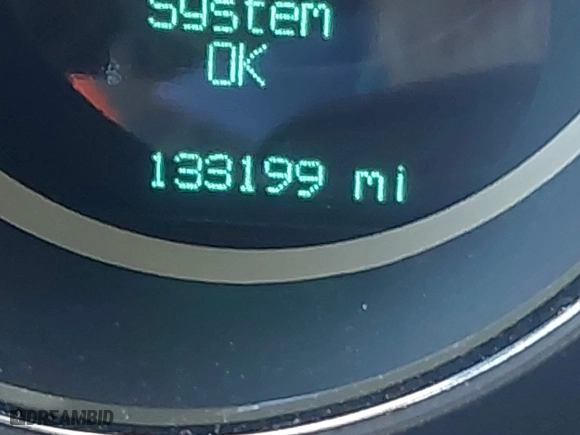 System
OK
133199 mi
DREAMBID